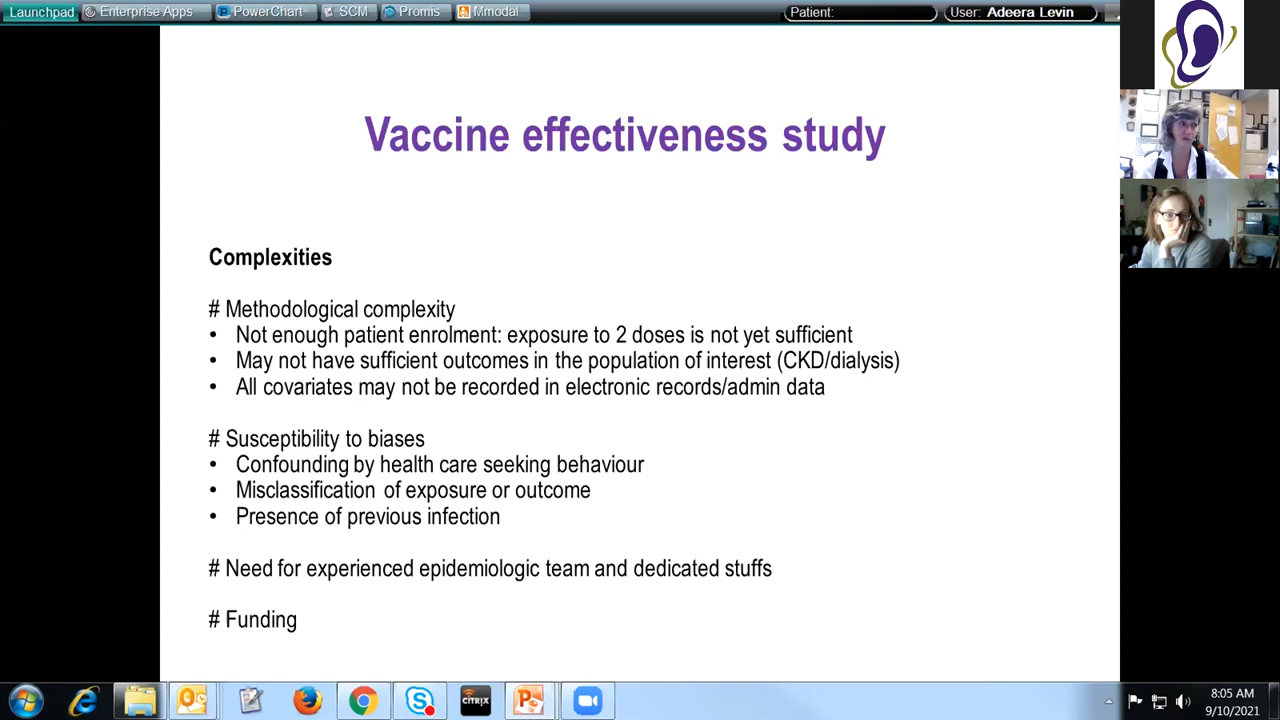 Launchpad Enterprise Apps PowerChart SCM Promis Mmodal Patient: User: Adeera Levin
Vaccine effectiveness study
Complexities
# Methodological complexity
• Not enough patient enrolment: exposure to 2 doses is not yet sufficient
• May not have sufficient outcomes in the population of interest (CKD/dialysis)
• All covariates may not be recorded in electronic records/admin data
# Susceptibility to biases
• Confounding by health care seeking behaviour
• Misclassification of exposure or outcome
• Presence of previous infection
# Need for experienced epidemiologic team and dedicated stuffs
# Funding
CITRIX
8:05 AM
9/10/2021